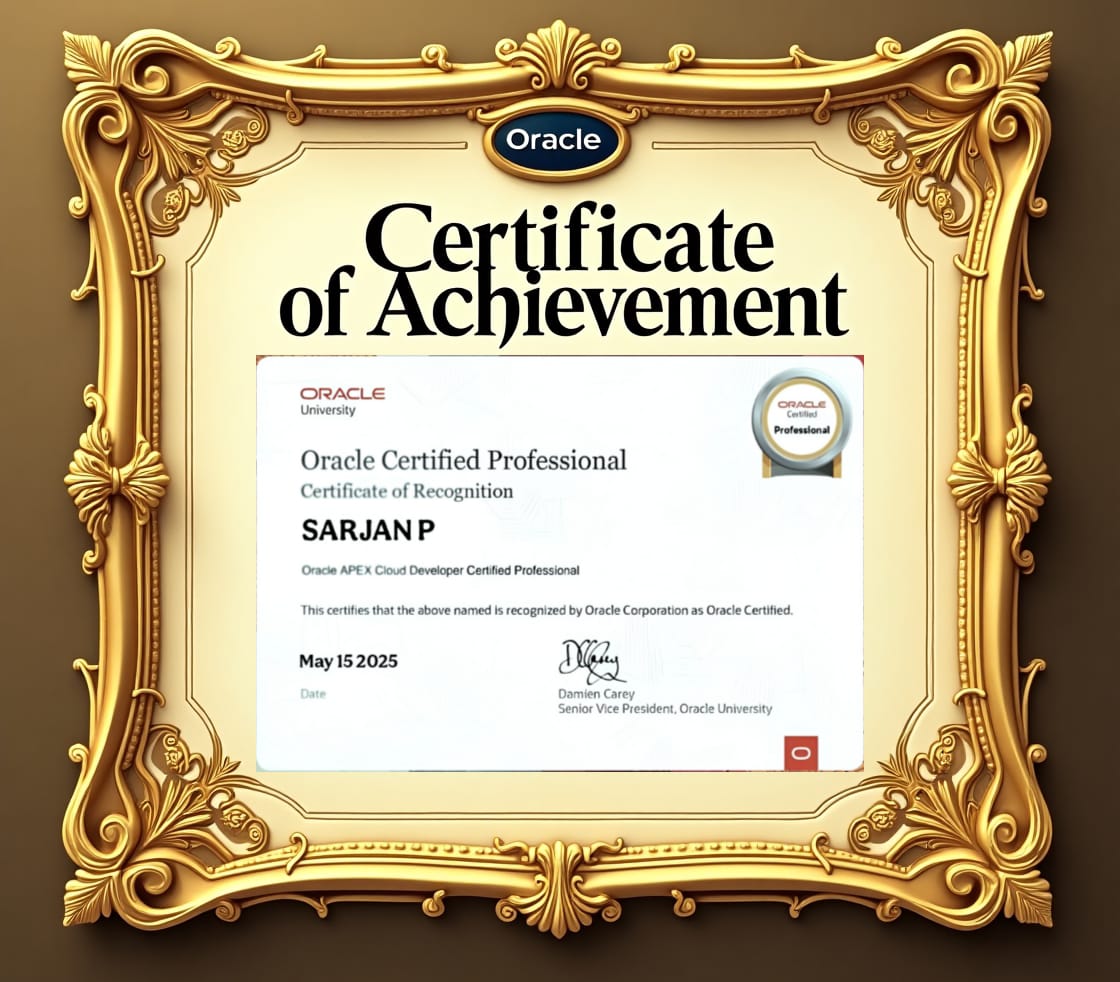 Oracle
Certificate
of Achievement
ORACLE
University
ORACLE
Certified
Professional
Oracle Certified Professional
Certificate of Recognition
SARJAN P
Oracle APEX Cloud Developer Certified Professional
This certifies that the above named is recognized by Oracle Corporation as Oracle Certified.
May 15 2025
Date
Damien Carey
Senior Vice President, Oracle University